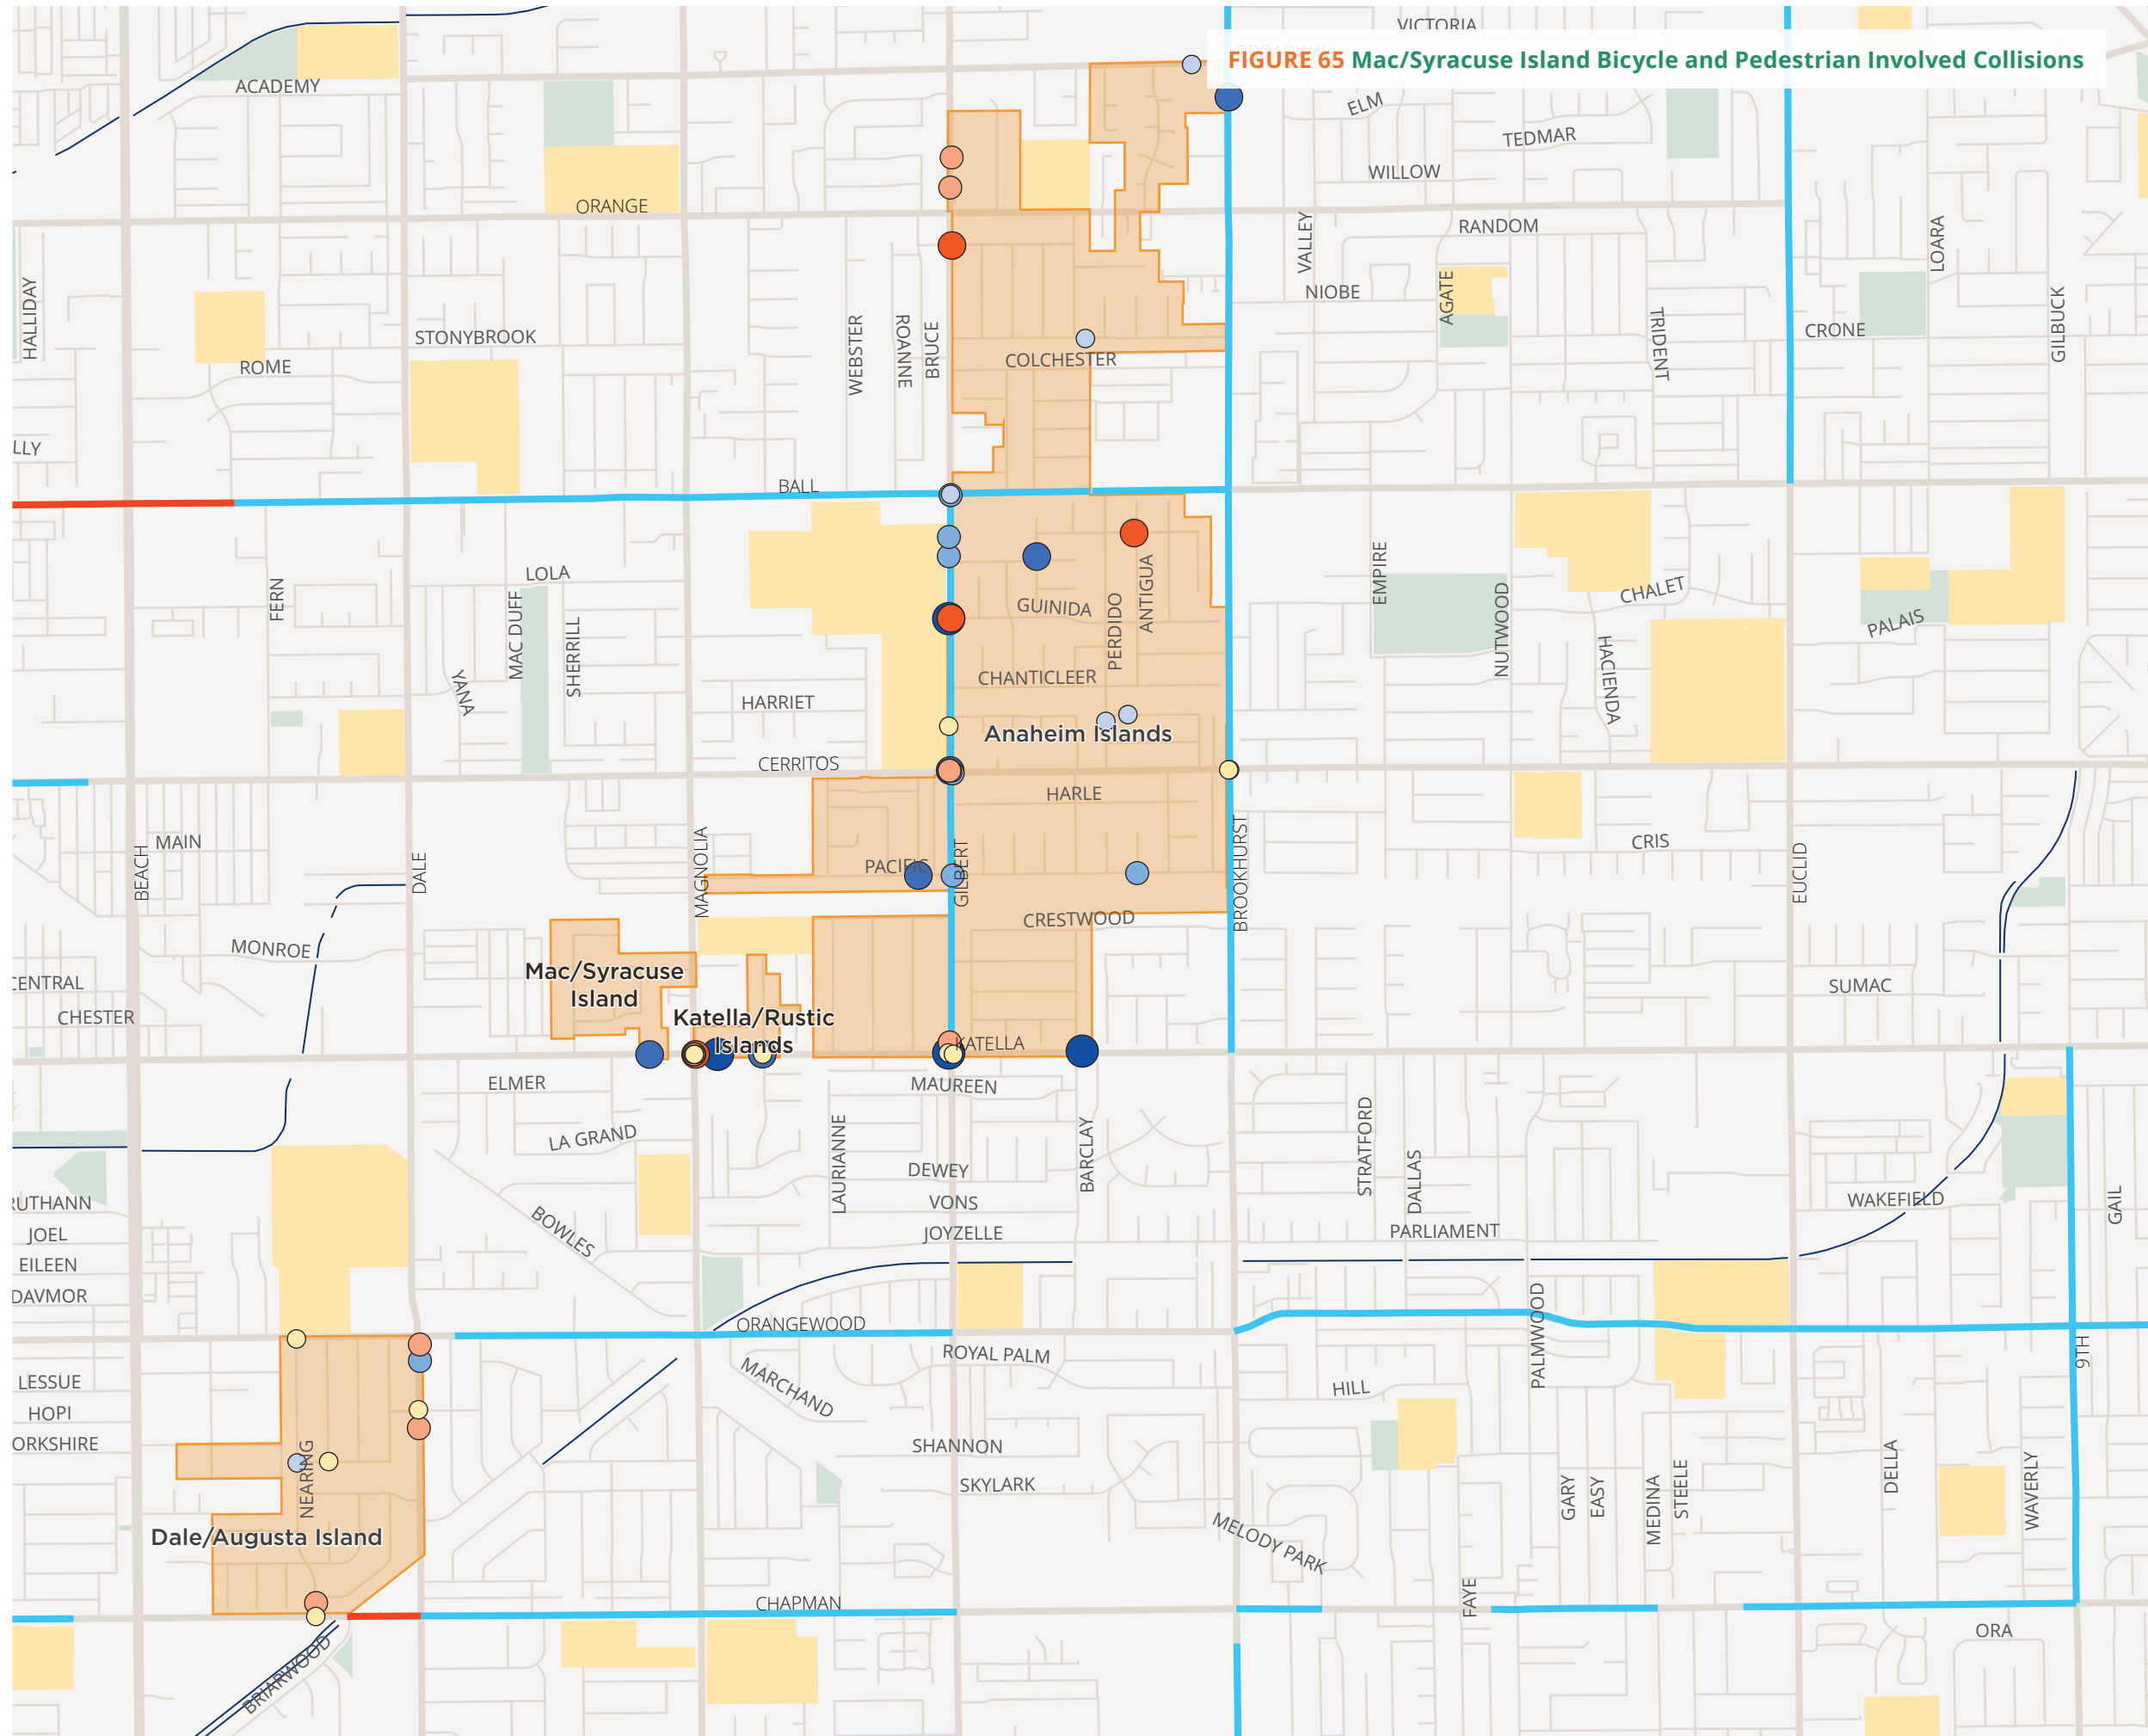 VICTORIA
FIGURE 65 Mac/Syracuse Island Bicycle and Pedestrian Involved Collisions
ACADEMY
ELM
TEDMAR
WILLOW
ORANGE
RANDOM
VALLEY
LOARA
HALLIDAY
NIOBE
AGATE
GILBUCK
STONYBROOK
WEBSTER
ROANNE
BRUCE
TRIDENT
CRONE
ROME
COLCHESTER
LLY
BALL
LOLA
FERN
MAC DUFF
SHERRILL
YANA
GUINIDA
PERDIDO
ANTIGUA
EMPIRE
NUTWOOD
CHALET
HACIENDA
PALAIS
CHANTICLEER
HARRIET
Anaheim Islands
CERRITOS
HARLE
MAIN
BEACH
DALE
MAGNOLIA
PACIFIC
GILBERT
BROOKHURST
CRIS
EUCLID
CRESTWOOD
MONROE
Mac/Syracuse
Island
CENTRAL
SUMAC
CHESTER
Katella/Rustic
Islands
KATELLA
ELMER
MAUREEN
LA GRAND
LAURIANNE
BARCLAY
STRATFORD
DALLAS
DEWEY
RUTHANN
VONS
WAKEFIELD
GAIL
JOEL
BOWLES
JOYZELLE
PARLIAMENT
EILEEN
DAVMOR
ORANGEWOOD
PALMWOOD
9TH
ROYAL PALM
LESSUE
MARCHAND
HILL
HOPI
ORKSHIRE
NEARING
SHANNON
SKYLARK
GARY
EASY
MEDINA
STEELE
DELLA
WAVERLY
Dale/Augusta Island
MELODY PARK
CHAPMAN
FAYE
ORA
BRIARWOOD